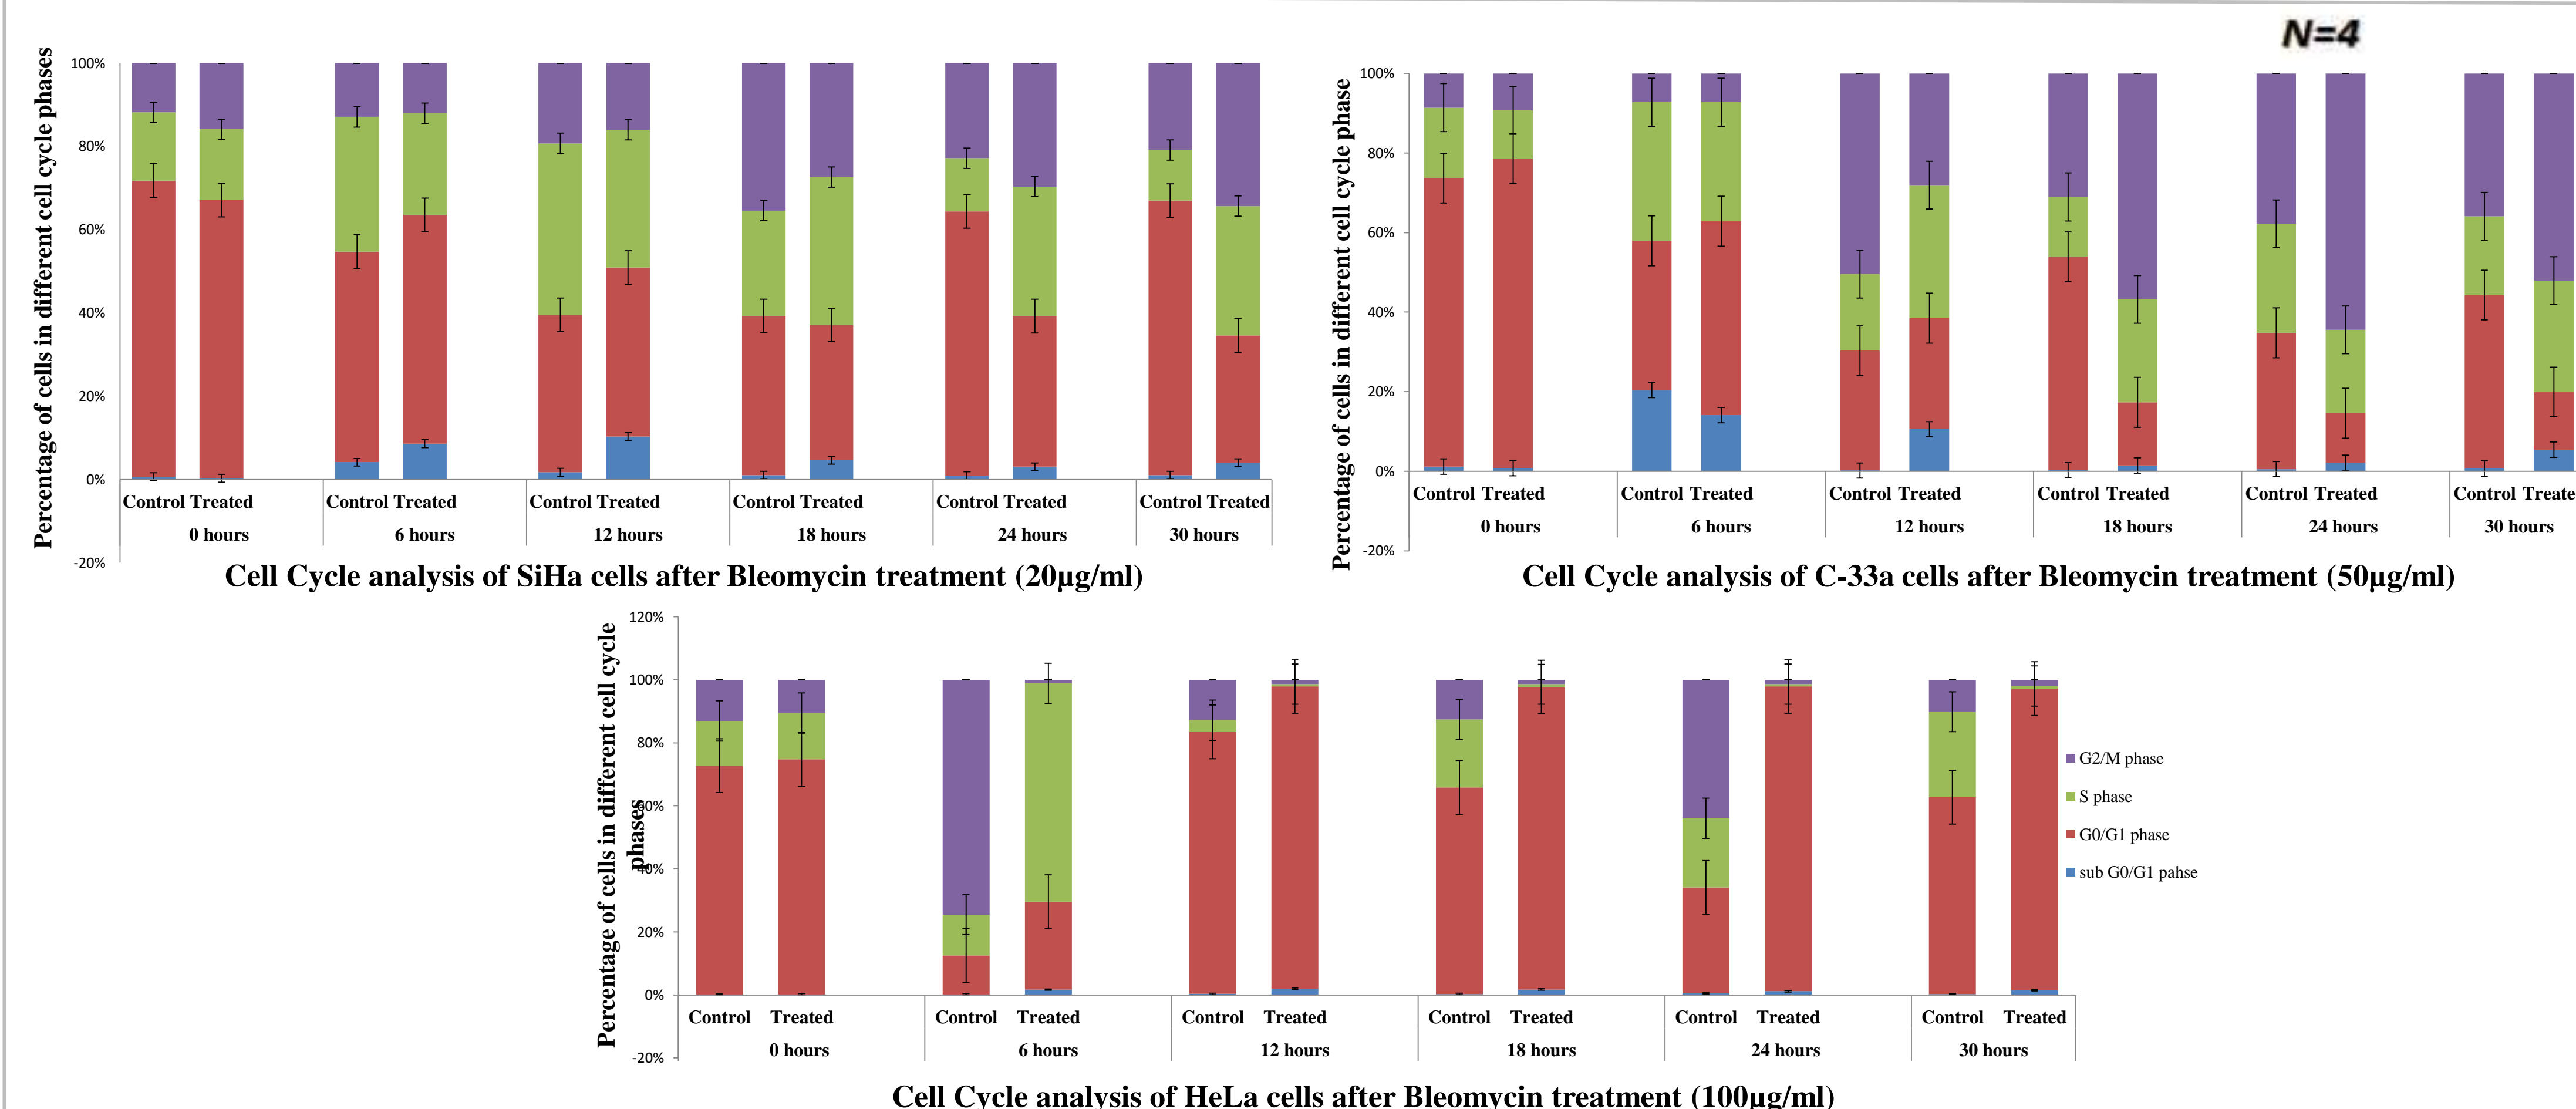 N=4
Percentage of cells in different cell cycle phases
100%
80%
60%
40%
20%
0%
-20%
Control Treated Control Treated Control Treated Control Treated Control Treated Control Treated
0 hours 6 hours 12 hours 18 hours 24 hours 30 hours
Cell Cycle analysis of SiHa cells after Bleomycin treatment (20µg/ml)
Percentage of cells in different cell cycle phase
100%
80%
60%
40%
20%
0%
-20%
Control Treated Control Treated Control Treated Control Treated Control Treated Control Treate
0 hours 6 hours 12 hours 18 hours 24 hours 30 hours
Cell Cycle analysis of C-33a cells after Bleomycin treatment (50µg/ml)
Percentage of cells in different cell cycle
phases
120%
100%
80%
60%
40%
20%
0%
-20%
Control Treated Control Treated Control Treated Control Treated Control Treated Control Treated
0 hours 6 hours 12 hours 18 hours 24 hours 30 hours
G2/M phase
S phase
G0/G1 phase
sub G0/G1 pahse
Cell Cycle analysis of HeLa cells after Bleomycin treatment (100µg/ml)